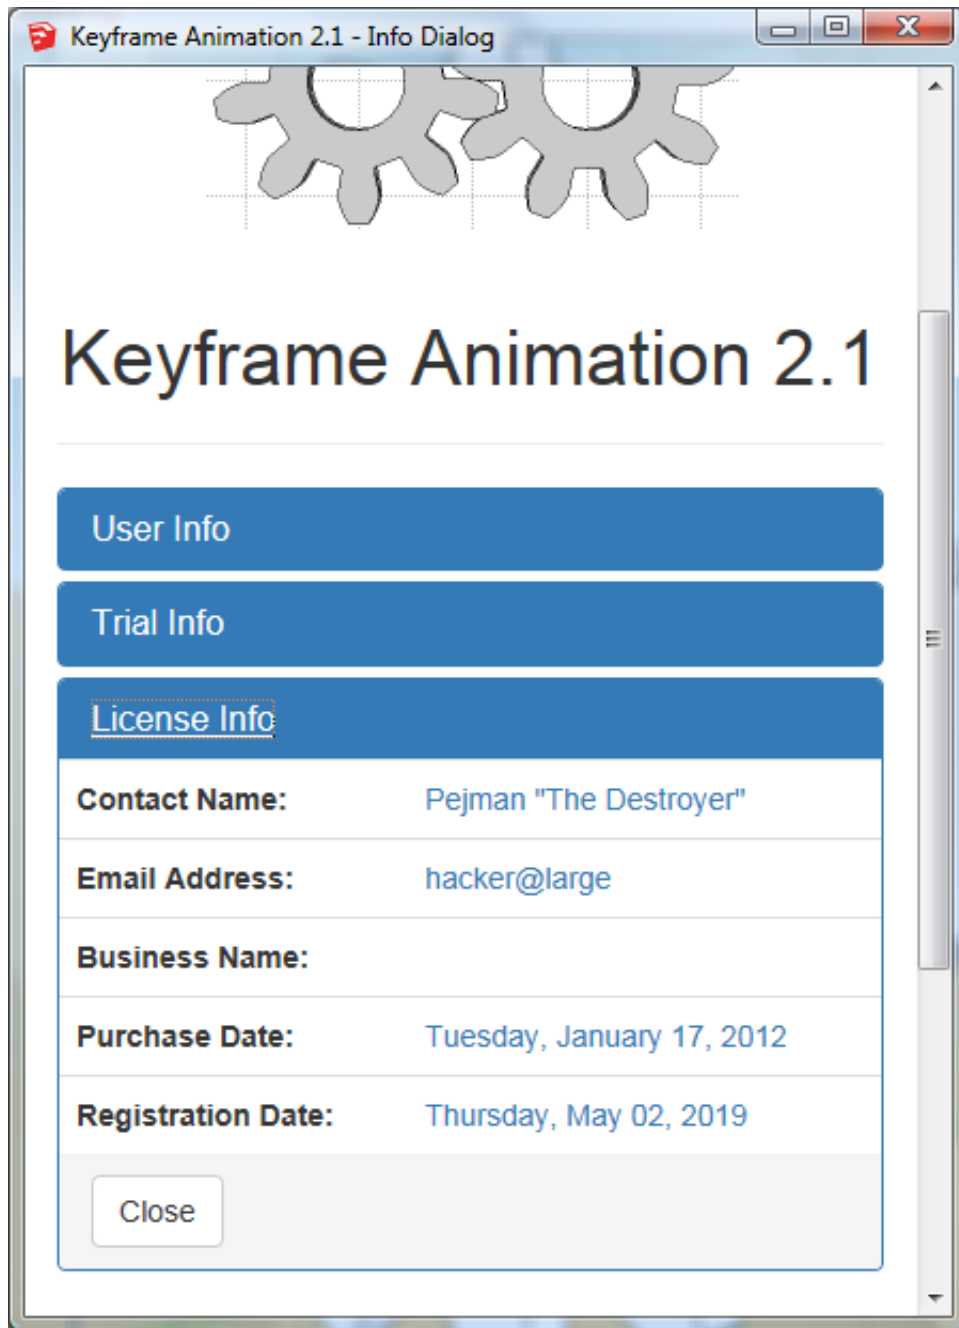 Keyframe Animation 2.1 - Info Dialog
Keyframe Animation 2.1
User Info
Trial Info
License Info
Contact Name: Pejman "The Destroyer"
Email Address: hacker@large
Business Name:
Purchase Date: Tuesday, January 17, 2012
Registration Date: Thursday, May 02, 2019
Close